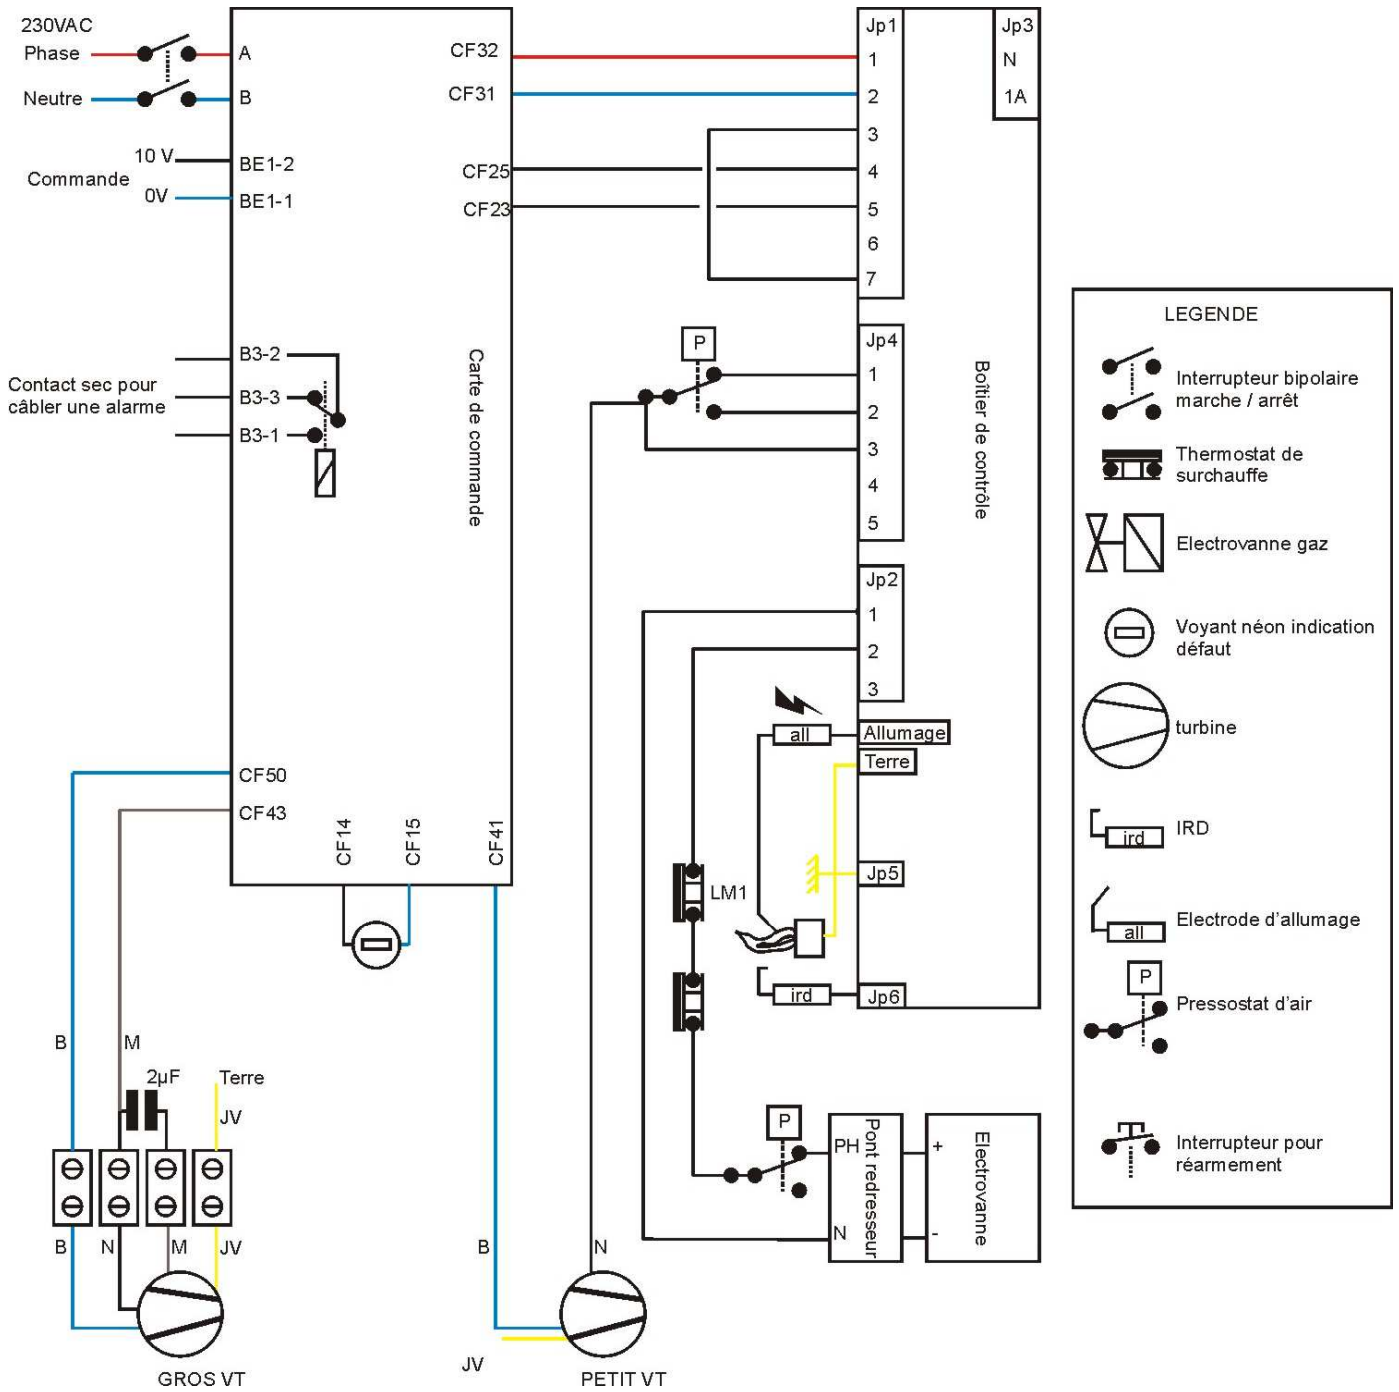 230VAC
Phase
Neutre
A
B
10 V
Commande
0V
BE1-2
BE1-1
Contact sec pour
câbler une alarme
B3-2
B3-3
B3-1
Carte de commande
CF32
CF31
CF25
CF23
CF50
CF43
CF14
CF15
CF41
Jp1
1
2
3
4
5
6
7
Jp3
N
1A
P
Jp4
1
2
3
4
5
Boîtier de contrôle
Jp2
1
2
3
all
Allumage
Terre
Jp5
LM1
ird
Jp6
P
PH
N
Pont redresseur
+
-
Electrovanne
B
M
2µF
Terre
JV
B
N
M
JV
GROS VT
B
N
JV
PETIT VT
LEGENDE
Interrupteur bipolaire
marche / arrêt
Thermostat de
surchauffe
Electrovanne gaz
Voyant néon indication
défaut
turbine
ird
IRD
all
Electrode d'allumage
P
Pressostat d'air
Interrupteur pour
réarmement